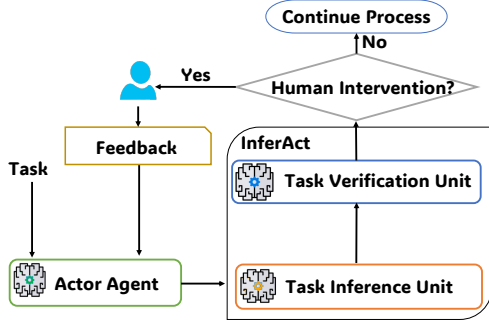 Continue Process
No
Yes
Human Intervention?
Feedback
InferAct
Task
Task Verification Unit
Actor Agent
Task Inference Unit